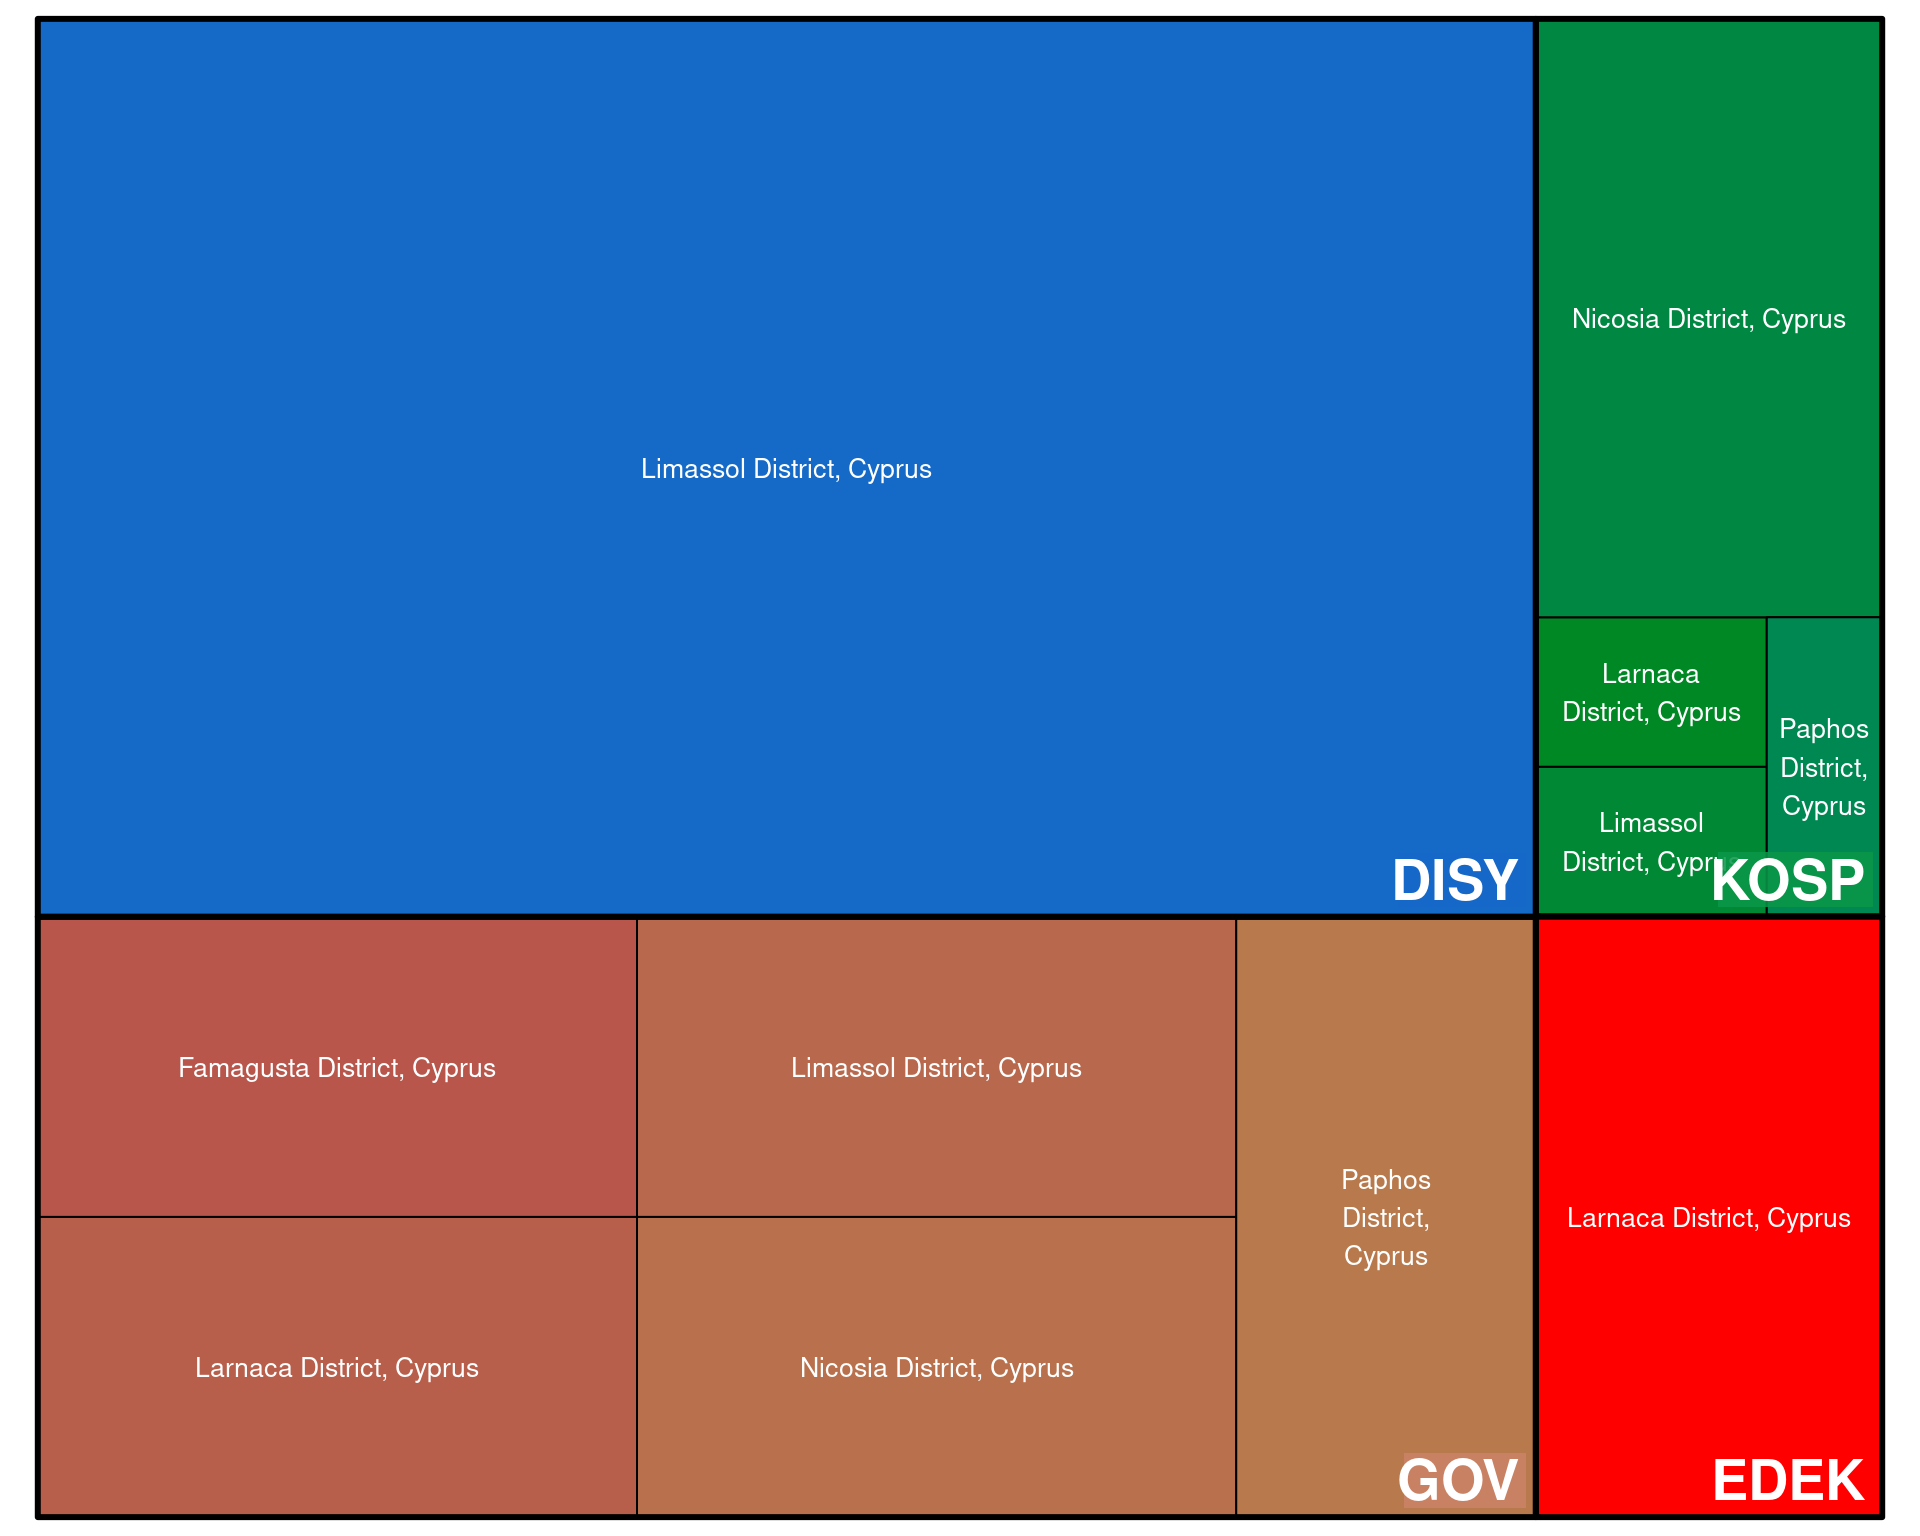 Limassol District, Cyprus
DISY
Nicosia District, Cyprus
Larnaca
District, Cyprus
Limassol
District, Cyprus
Paphos
District,
Cyprus
KOSP
Famagusta District, Cyprus
Limassol District, Cyprus
Larnaca District, Cyprus
Nicosia District, Cyprus
Paphos
District,
Cyprus
GOV
Larnaca District, Cyprus
EDEK